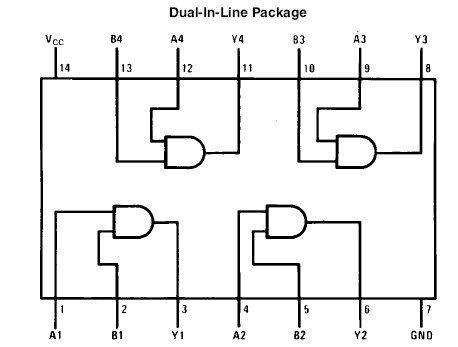 Dual-In-Line Package
VCC B4 A4 Y4 B3 A3 Y3
14 13 12 11 10 9 8
1 2 3 4 5 6 7
A1 B1 Y1 A2 B2 Y2 GND